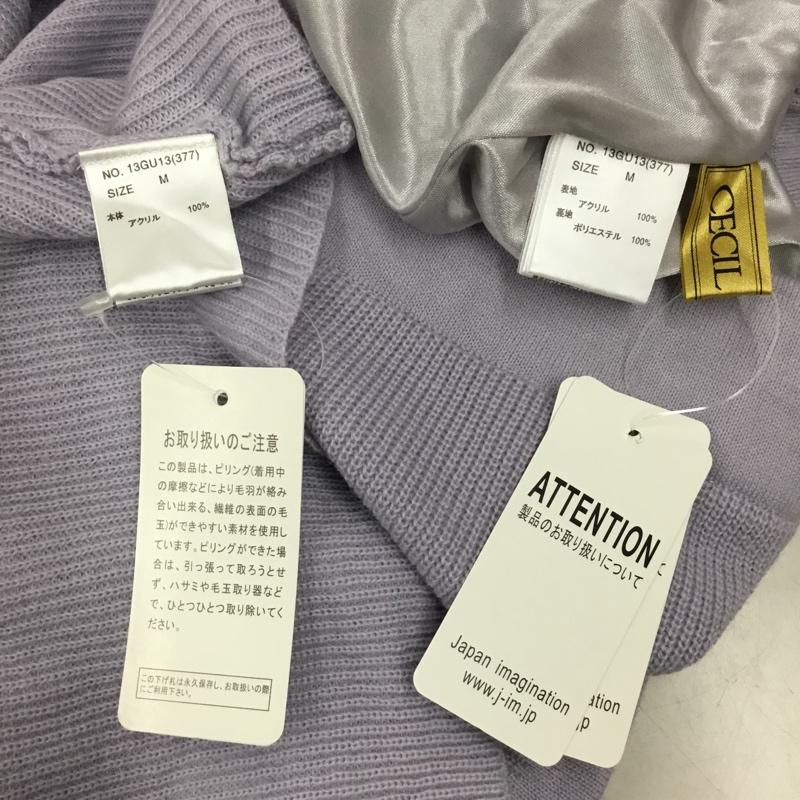 NO. 13GU13(377)
SIZE M
本体
アクリル 100%
NO. 13GU13(377)
SIZE M
表地
アクリル 100%
裏地
ポリエステル 100%
CECIL
お取り扱いのご注意
この製品は、ピリング(着用中
の摩擦などにより毛羽が絡み
合い出来る、繊維の表面の毛
玉)ができやすい素材を使用し
ています。ピリングができた場
合は、引っ張って取ろうとせ
ず、ハサミや毛玉取り器など
で、ひとつひとつ取り除いてく
ださい。
この下げ札は永久保存し、お取扱いの際
にご利用下さい。
ATTENTION
製品のお取り扱いについて
Japan imagination
www.j-im.jp
ation
jp